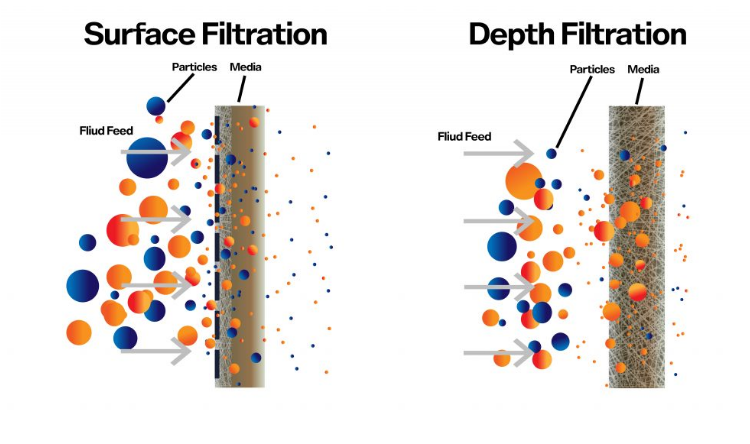 Surface Filtration
Particles
Media
Fliud Feed
Depth Filtration
Particles
Media
Fliud Feed